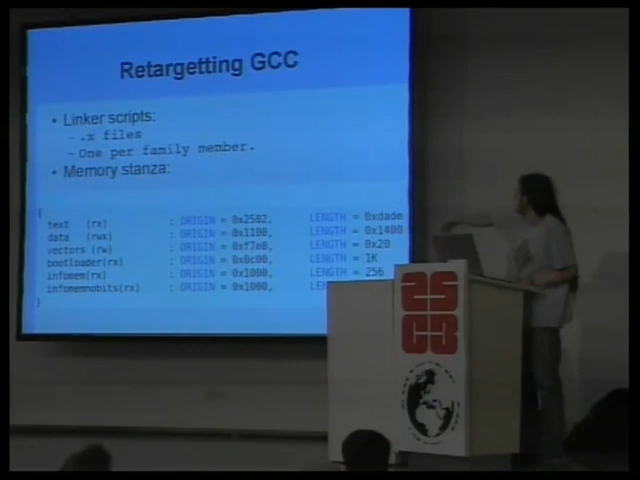 Retargetting GCC
• Linker scripts:
– .x files
– One per family member.
• Memory stanza:
{
text (rx) : ORIGIN = 0x2502, LENGTH = 0xdade
data (rwx) : ORIGIN = 0x1100, LENGTH = 0x1400
vectors (rw) : ORIGIN = 0xffe0, LENGTH = 0x20
bootloader(rx) : ORIGIN = 0x0c00, LENGTH = 1K
infomem(rx) : ORIGIN = 0x1000, LENGTH = 256
infomemnobits(rx) : ORIGIN = 0x1000,
}
25
C3